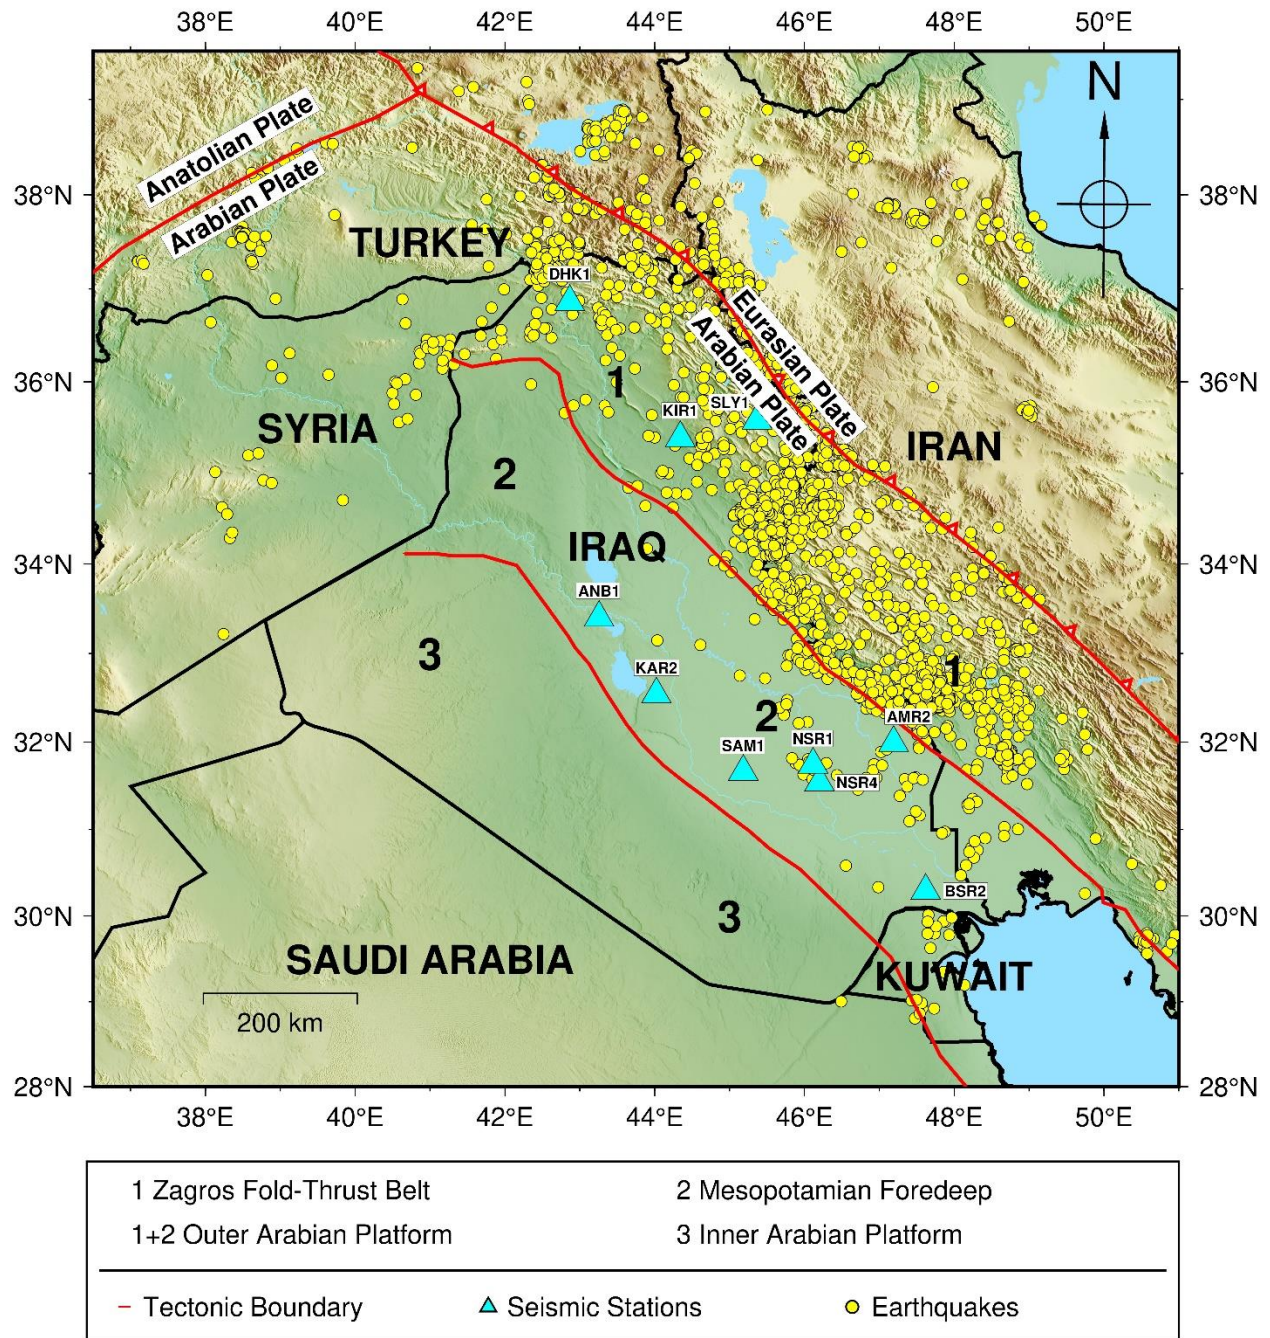 38°E 40°E 42°E 44°E 46°E 48°E 50°E
N
Anatolian Plate
Arabian Plate
38°N 38°N
TURKEY
DHK1
Eurasian Plate
Arabian Plate
36°N 1 36°N
KIR1 SLY1
SYRIA IRAN
2
IRAQ
34°N 34°N
ANB1
3 KAR2 1
2 AMR2
32°N SAM1 NSR1 32°N
NSR4
BSR2
30°N 3 30°N
SAUDI ARABIA KUWAIT
200 km
28°N 28°N
38°E 40°E 42°E 44°E 46°E 48°E 50°E
1 Zagros Fold-Thrust Belt 2 Mesopotamian Foredeep
1+2 Outer Arabian Platform 3 Inner Arabian Platform
Tectonic Boundary Seismic Stations Earthquakes